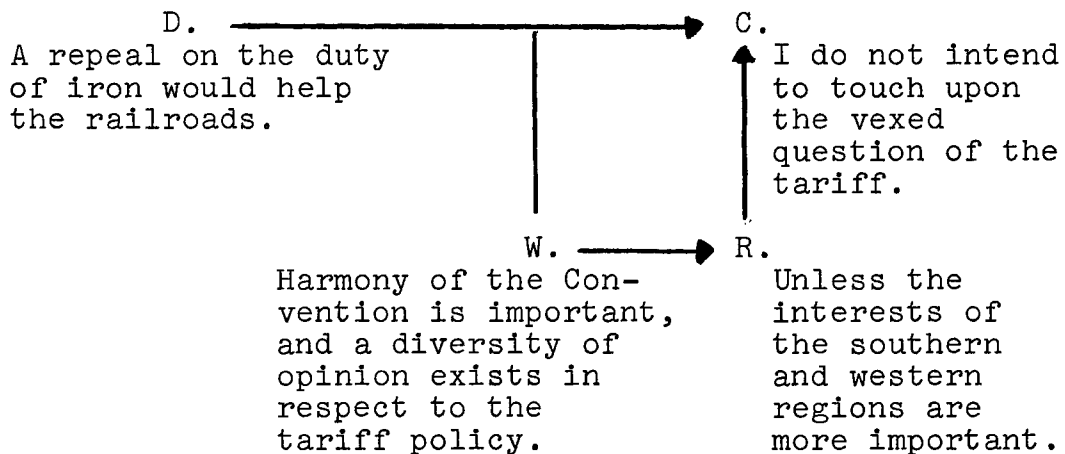 D.
A repeal on the duty
of iron would help
the railroads.
C.
I do not intend
to touch upon
the vexed
question of the
tariff.
W.
Harmony of the Con-
vention is important,
and a diversity of
opinion exists in
respect to the
tariff policy.
R.
Unless the
interests of
the southern
and western
regions are
more important.